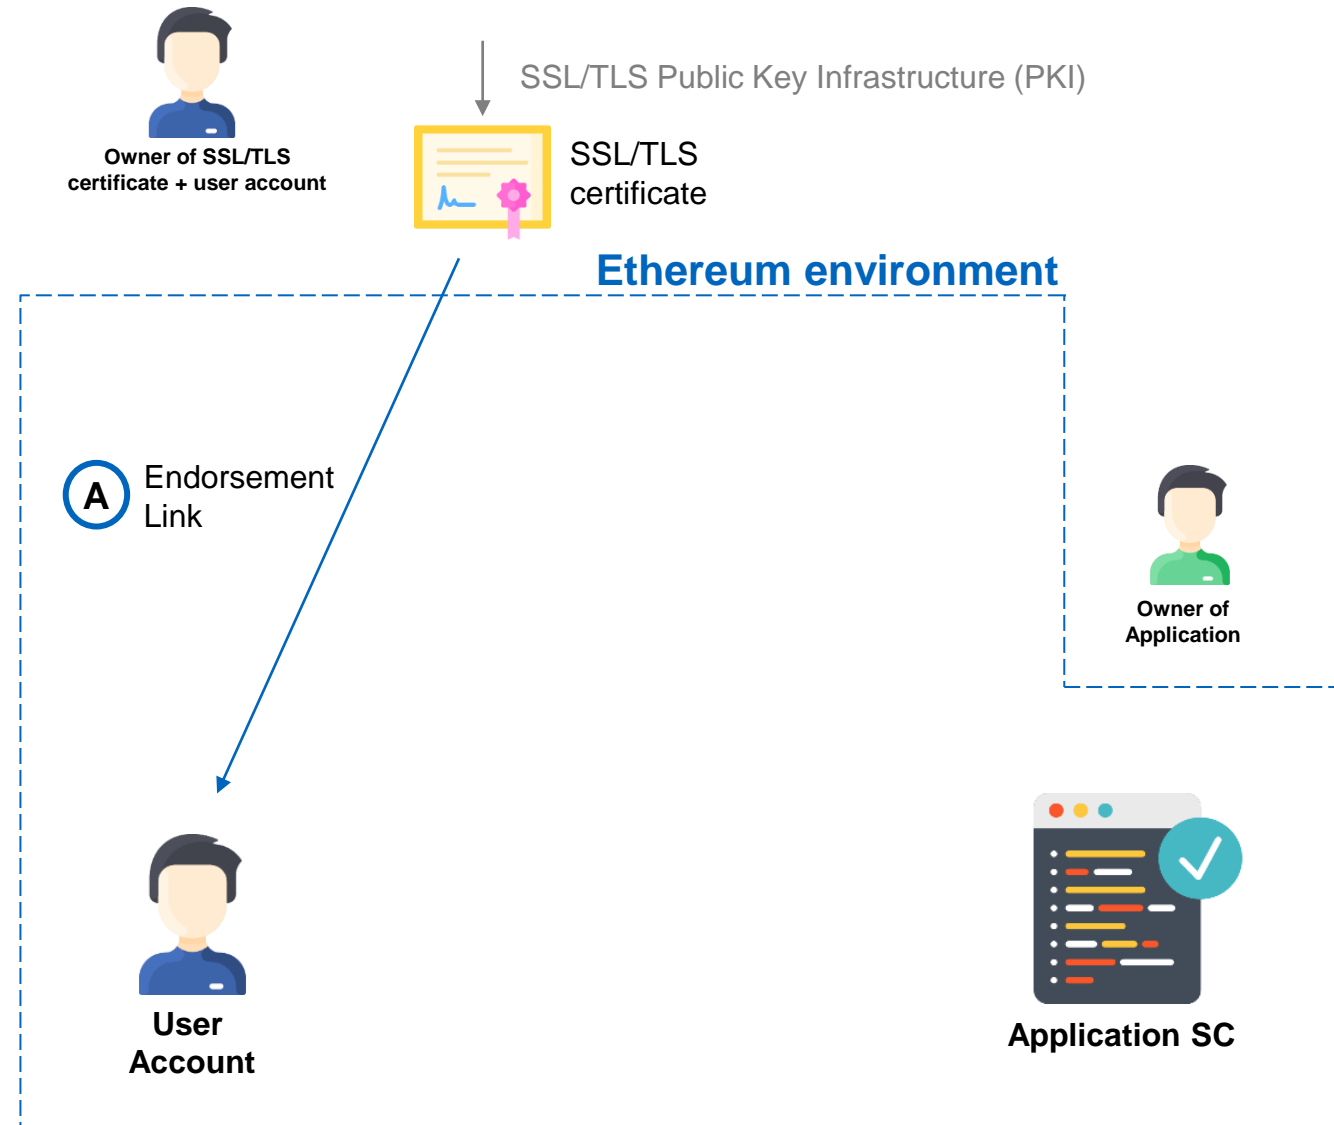 SSL/TLS Public Key Infrastructure (PKI)
Owner of SSL/TLS
certificate + user account
SSL/TLS
certificate
Ethereum environment
A
Endorsement
Link
Owner of
Application
User
Account
Application SC